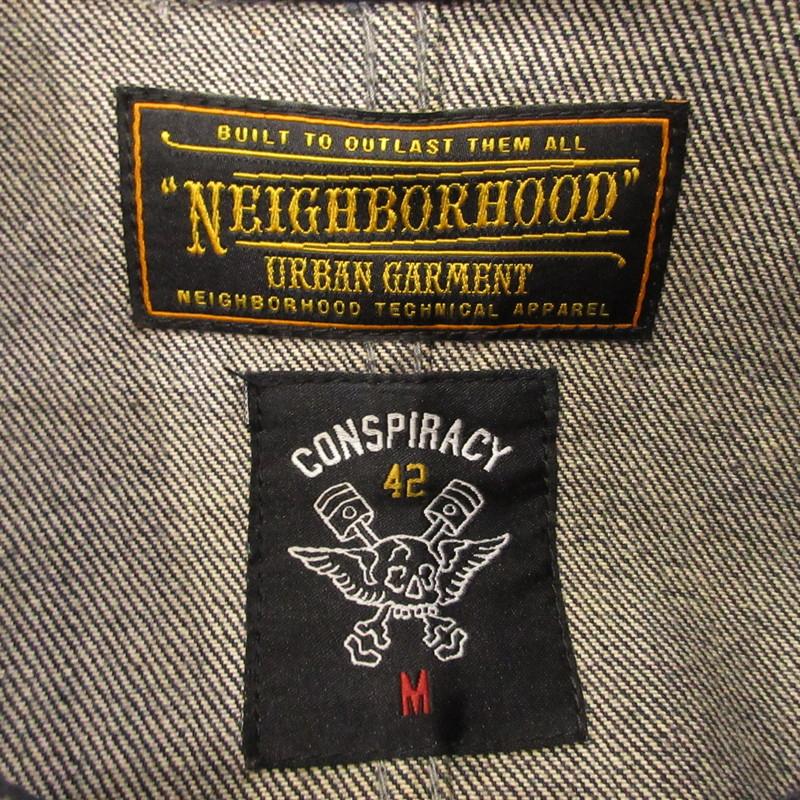 BUILT TO OUTLAST THEM ALL
"NEIGHBORHOOD"
URBAN GARMENT
NEIGHBORHOOD TECHNICAL APPAREL
CONSPIRACY
42
M